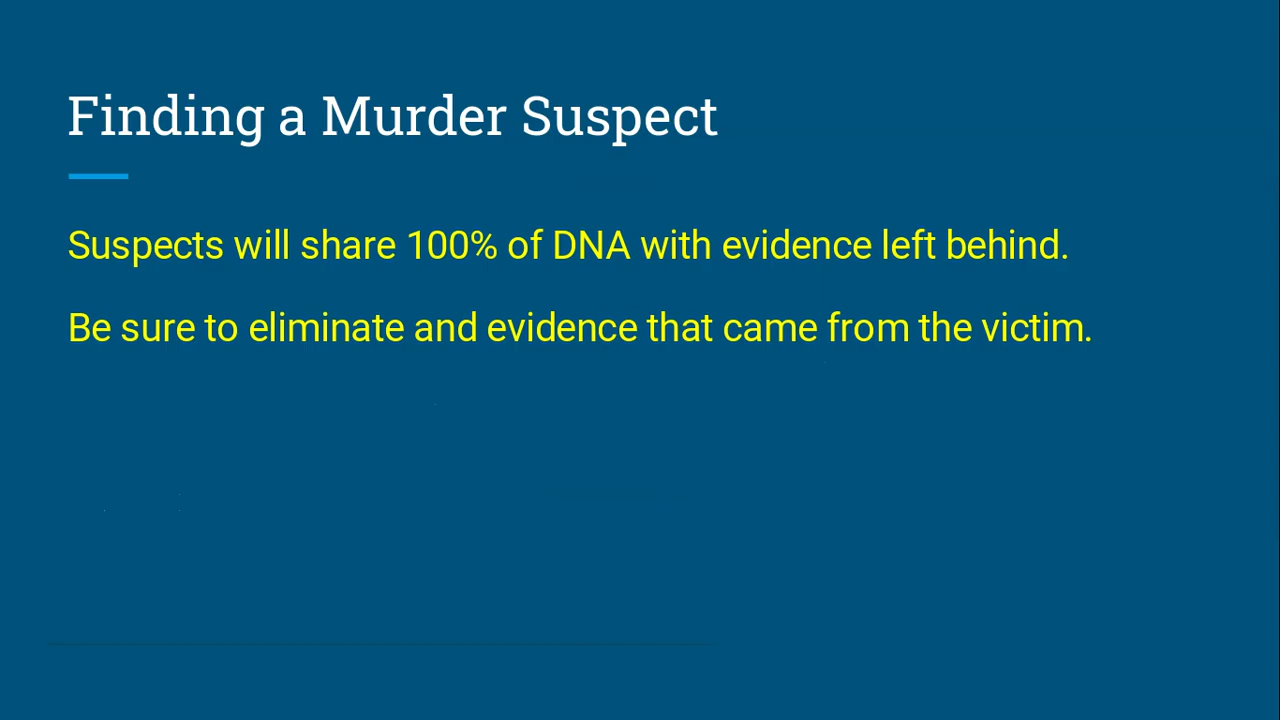 Finding a Murder Suspect
Suspects will share 100% of DNA with evidence left behind.
Be sure to eliminate and evidence that came from the victim.